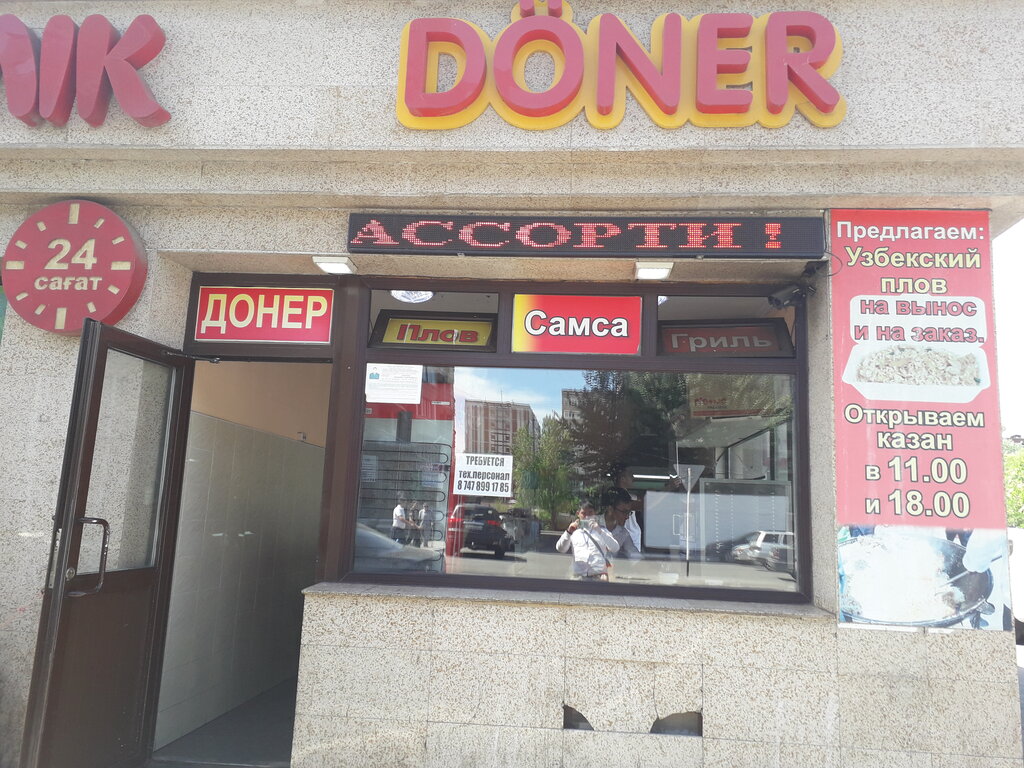 DÖNER
АССОРТИ !
24
сағат
ДОНЕР
Плов
Самса
Гриль
Предлагаем:
Узбекский
плов
на вынос
и на заказ.
Открываем
казан
в 11.00
и 18.00
ТРЕБУЕТСЯ
тех.персонал
8 747 899 17 85